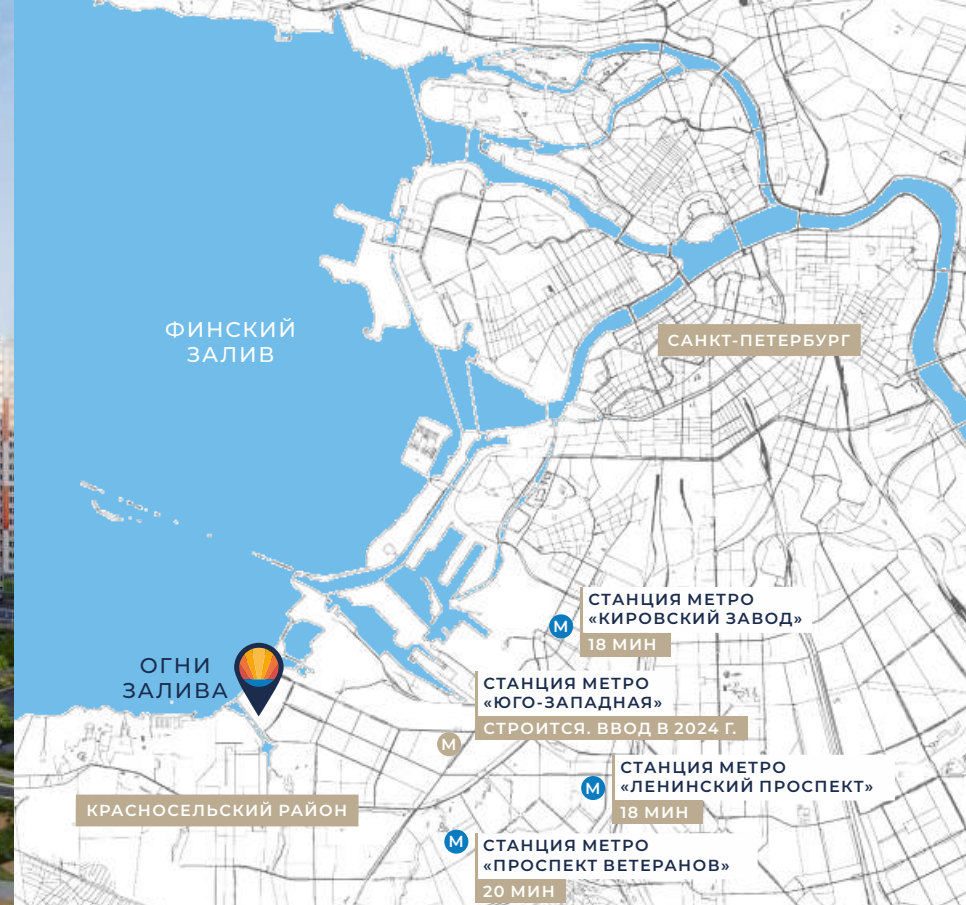 ФИНСКИЙ
ЗАЛИВ
САНКТ-ПЕТЕРБУРГ
М
СТАНЦИЯ МЕТРО
«КИРОВСКИЙ ЗАВОД»
18 МИН
ОГНИ
ЗАЛИВА
СТАНЦИЯ МЕТРО
«ЮГО-ЗАПАДНАЯ»
СТРОИТСЯ. ВВОД В 2024 Г.
М
СТАНЦИЯ МЕТРО
«ЛЕНИНСКИЙ ПРОСПЕКТ»
18 МИН
М
КРАСНОСЕЛЬСКИЙ РАЙОН
М
СТАНЦИЯ МЕТРО
«ПРОСПЕКТ ВЕТЕРАНОВ»
20 МИН